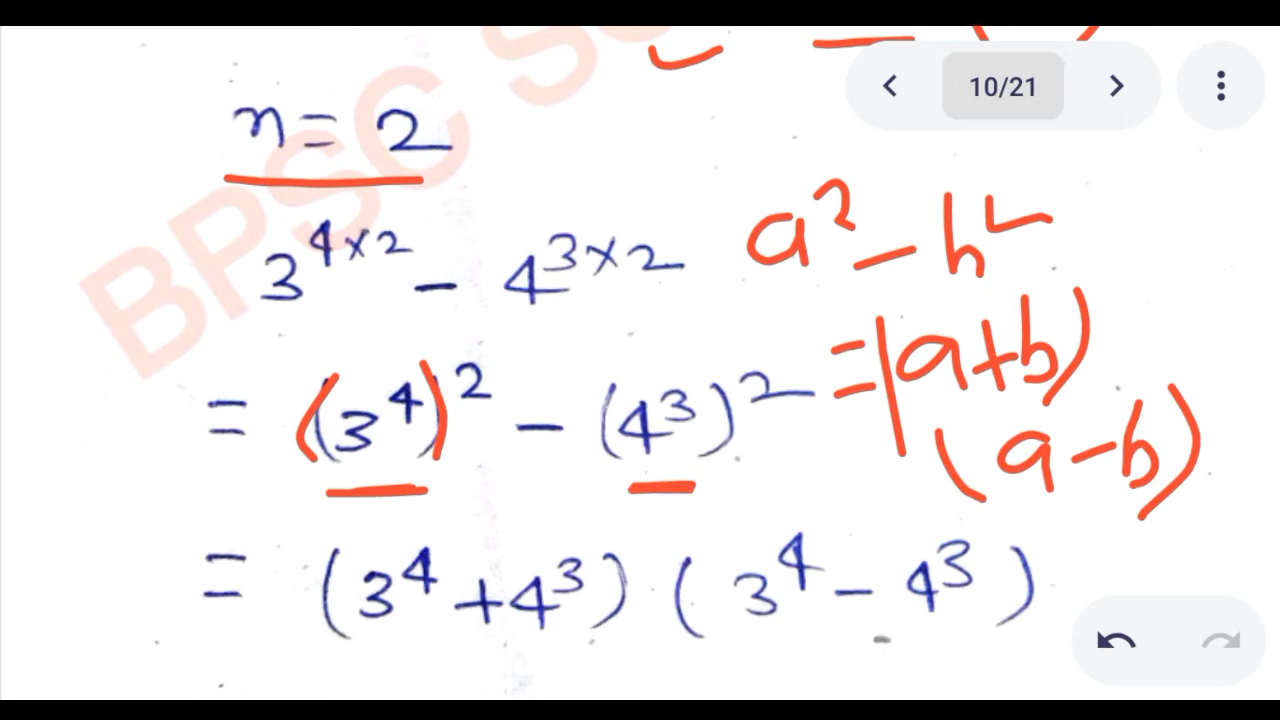 10/21
BPSC S
n = 2
3^{4×2} - 4^{3×2}
a² - b²
= (3⁴)² - (4³)²
= (a+b)
(a-b)
= (3⁴ + 4³) (3⁴ - 4³)